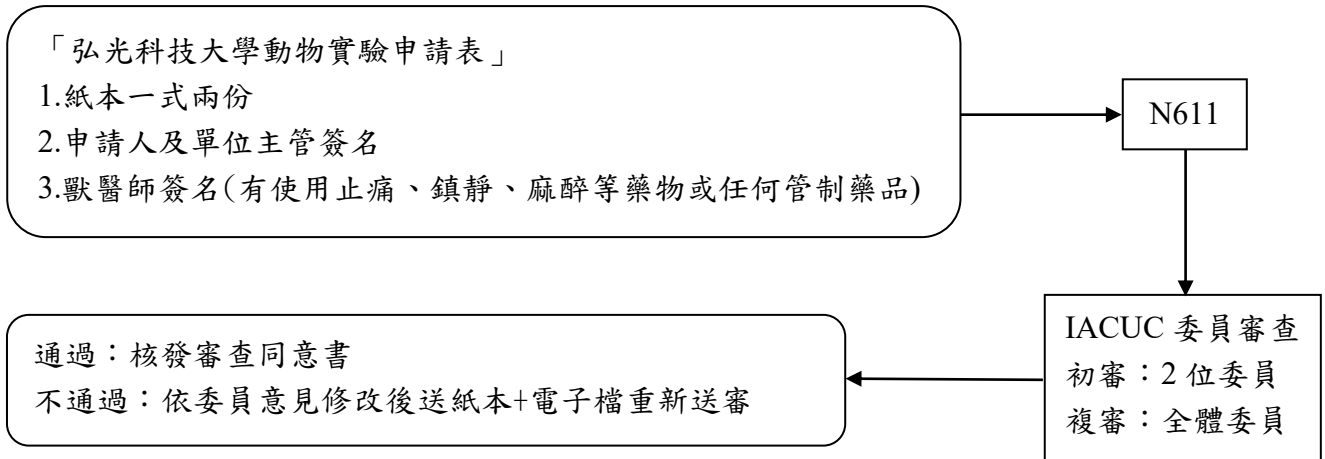 「弘光科技大學動物實驗申請表」
1.紙本一式兩份
2.申請人及單位主管簽名
3.獸醫師簽名(有使用止痛、鎮靜、麻醉等藥物或任何管制藥品)
N611
IACUC 委員審查
初審：2 位委員
複審：全體委員
通過：核發審查同意書
不通過：依委員意見修改後送紙本+電子檔重新送審